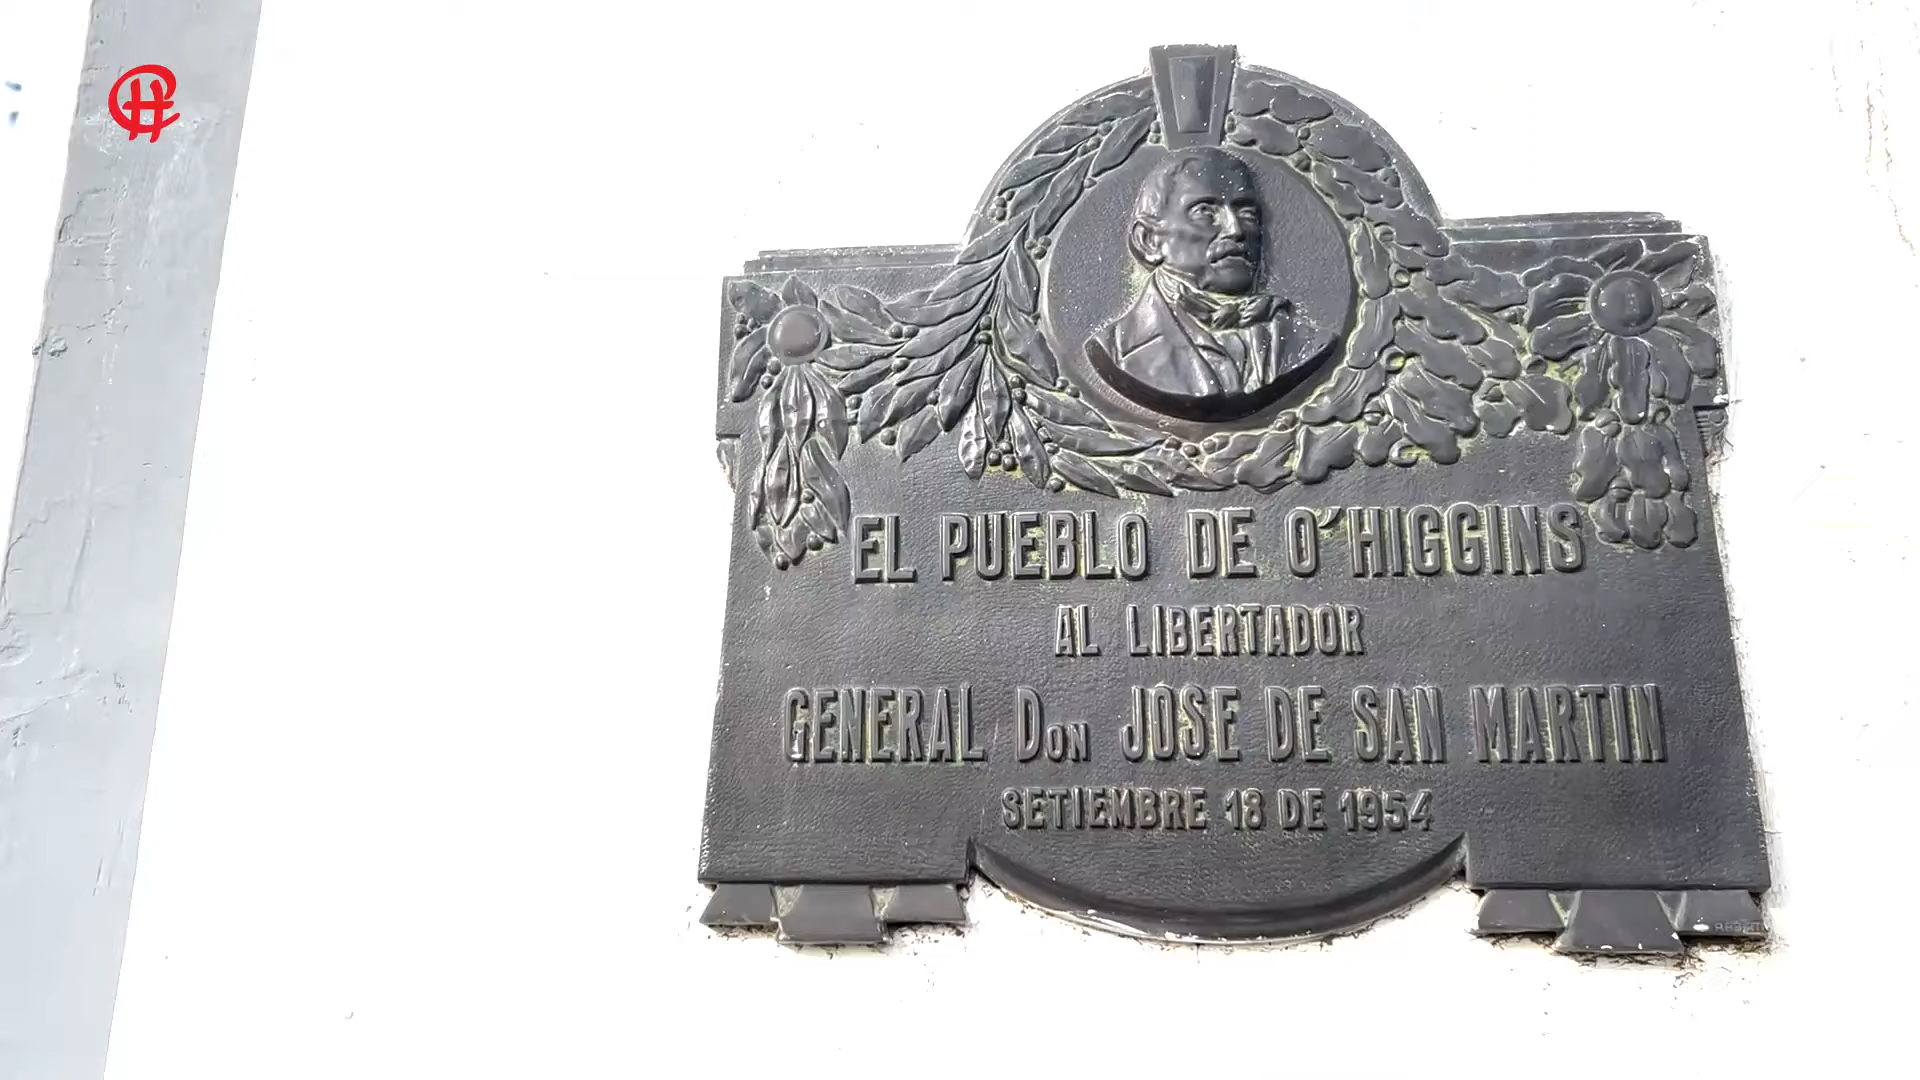 EL PUEBLO DE O'HIGGINS
AL LIBERTADOR
GENERAL DON JOSE DE SAN MARTIN
SETIEMBRE 18 DE 1954